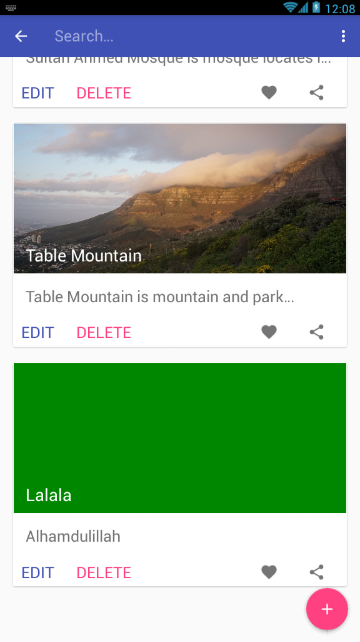 12:08
Search...
Sultan Ahmed Mosque is mosque locates i...
EDIT DELETE
Table Mountain
Table Mountain is mountain and park...
EDIT DELETE
Lalala
Alhamdulillah
EDIT DELETE